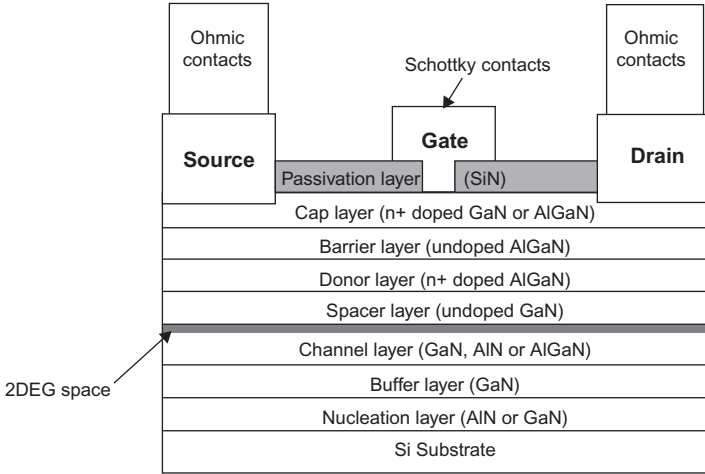 Ohmic
contacts
Ohmic
contacts
Schottky contacts
Source
Gate
Drain
Passivation layer (SiN)
Cap layer (n+ doped GaN or AlGaN)
Barrier layer (undoped AlGaN)
Donor layer (n+ doped AlGaN)
Spacer layer (undoped GaN)
Channel layer (GaN, AlN or AlGaN)
2DEG space
Buffer layer (GaN)
Nucleation layer (AlN or GaN)
Si Substrate